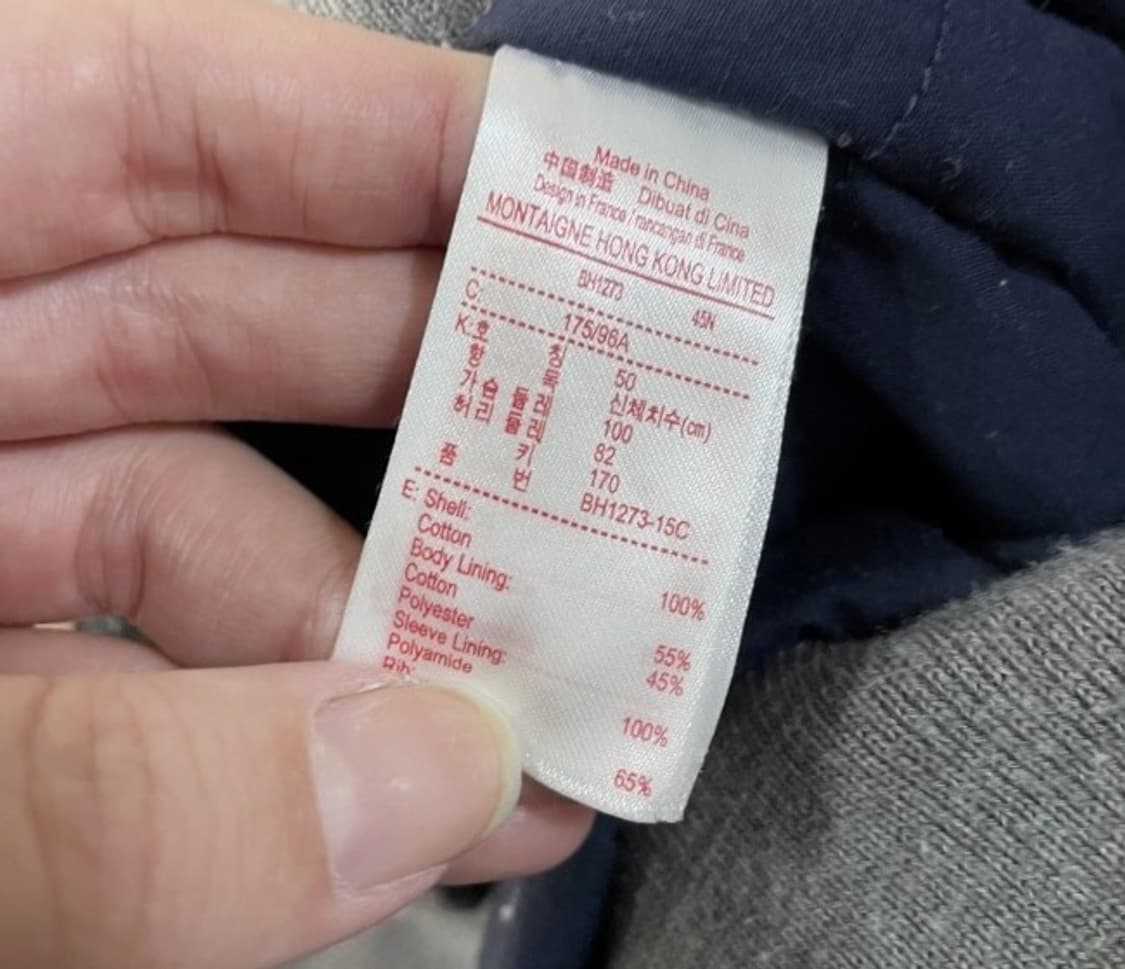 Made in China
中国制造 Dibuat di Cina
Design in France / rancangan di France
MONTAIGNE HONG KONG LIMITED
BH1273 45N
C: 175/96A
K: 호 칭 50
항 목 신체치수(cm)
가 슴 둘 레 100
허 리 둘 레 82
키 170
품 번 BH1273-15C
E: Shell:
Cotton 100%
Body Lining:
Cotton 55%
Polyester 45%
Sleeve Lining:
Polyamide 100%
Rib:
65%